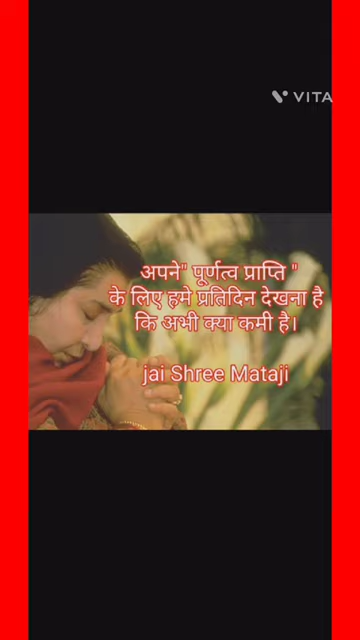 VITA
अपने" पूर्णत्व प्राप्ति "
के लिए हमे प्रतिदिन देखना है
कि अभी क्या कमी है।
jai Shree Mataji